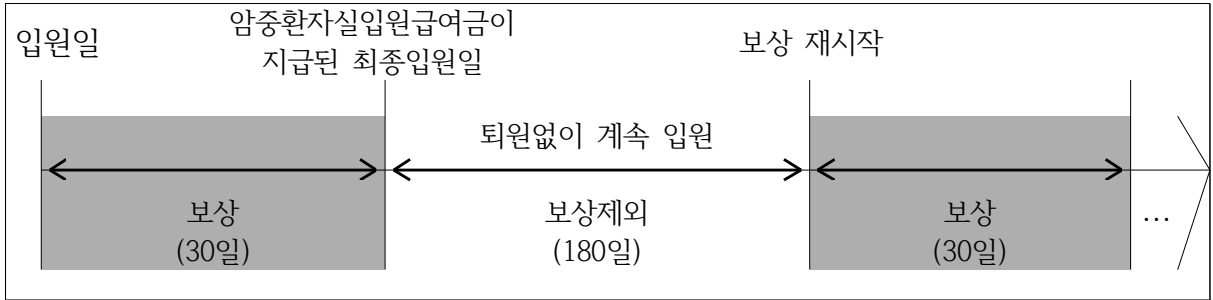 입원일
암중환자실입원급여금이
지급된 최종입원일
보상 재시작
퇴원없이 계속 입원
보상
(30일)
보상제외
(180일)
보상
(30일)
...